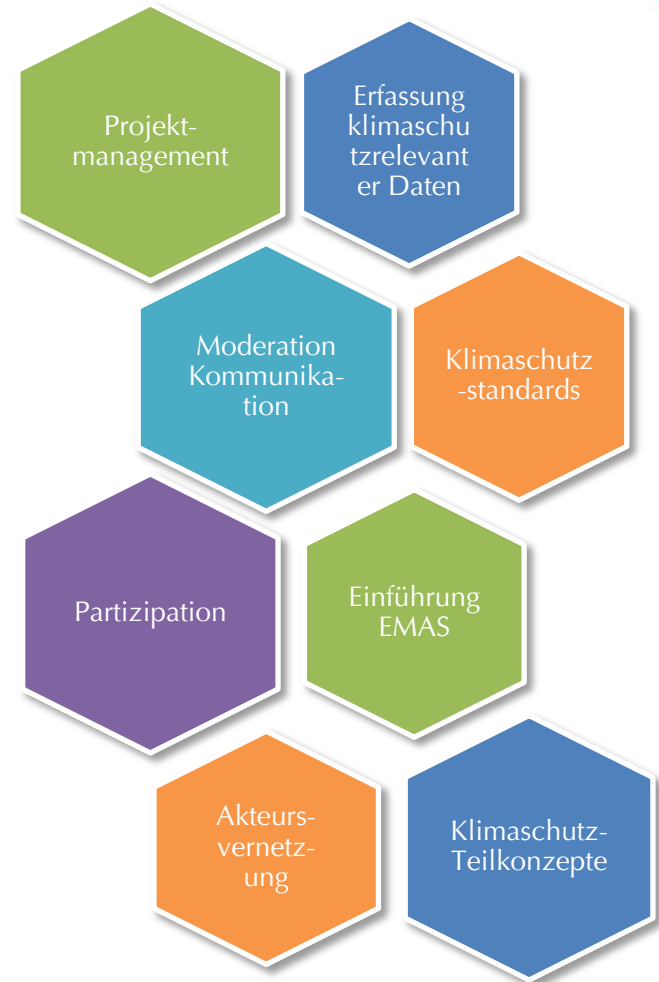 Projekt-
management
Erfassung
klimaschu
tzrelevant
er Daten
Moderation
Kommunika-
tion
Klimaschutz
-standards
Partizipation
Einführung
EMAS
Akteurs-
vernetz-
ung
Klimaschutz-
Teilkonzepte